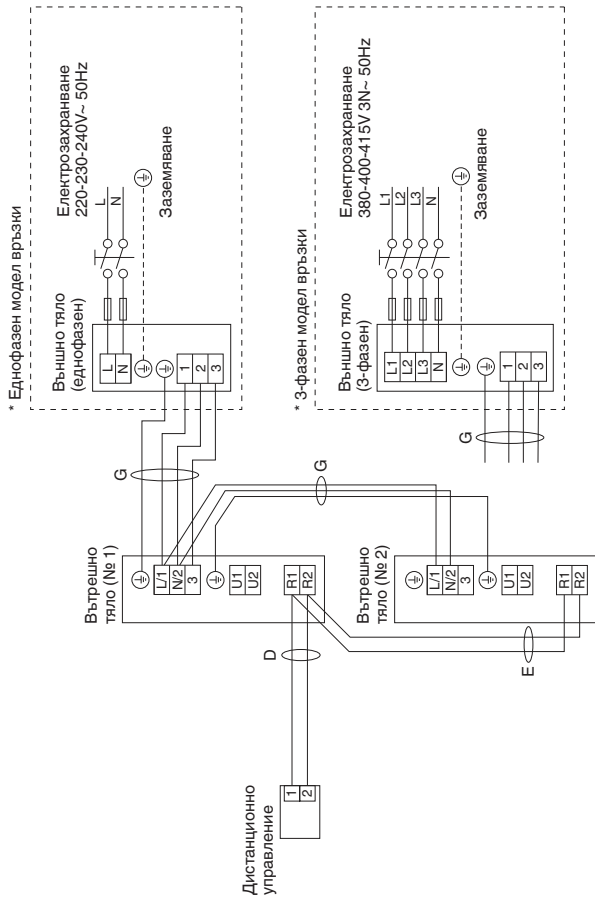 * Еднофазен модел връзки
Външно тяло
(еднофазен)
Електрозахранване
220-230-240V~ 50Hz
L
N
L
N
1
2
3
Заземяване
G
* 3-фазен модел връзки
Външно тяло
(3-фазен)
Електрозахранване
380-400-415V 3N~ 50Hz
L1
L2
L3
N
L1
L2
L3
N
1
2
3
Заземяване
G
Вътрешно
тяло (№ 1)
L/1
N/2
3
U1
U2
R1
R2
G
Вътрешно
тяло (№ 2)
L/1
N/2
3
U1
U2
R1
R2
D
E
Дистанционно
управление
1
2